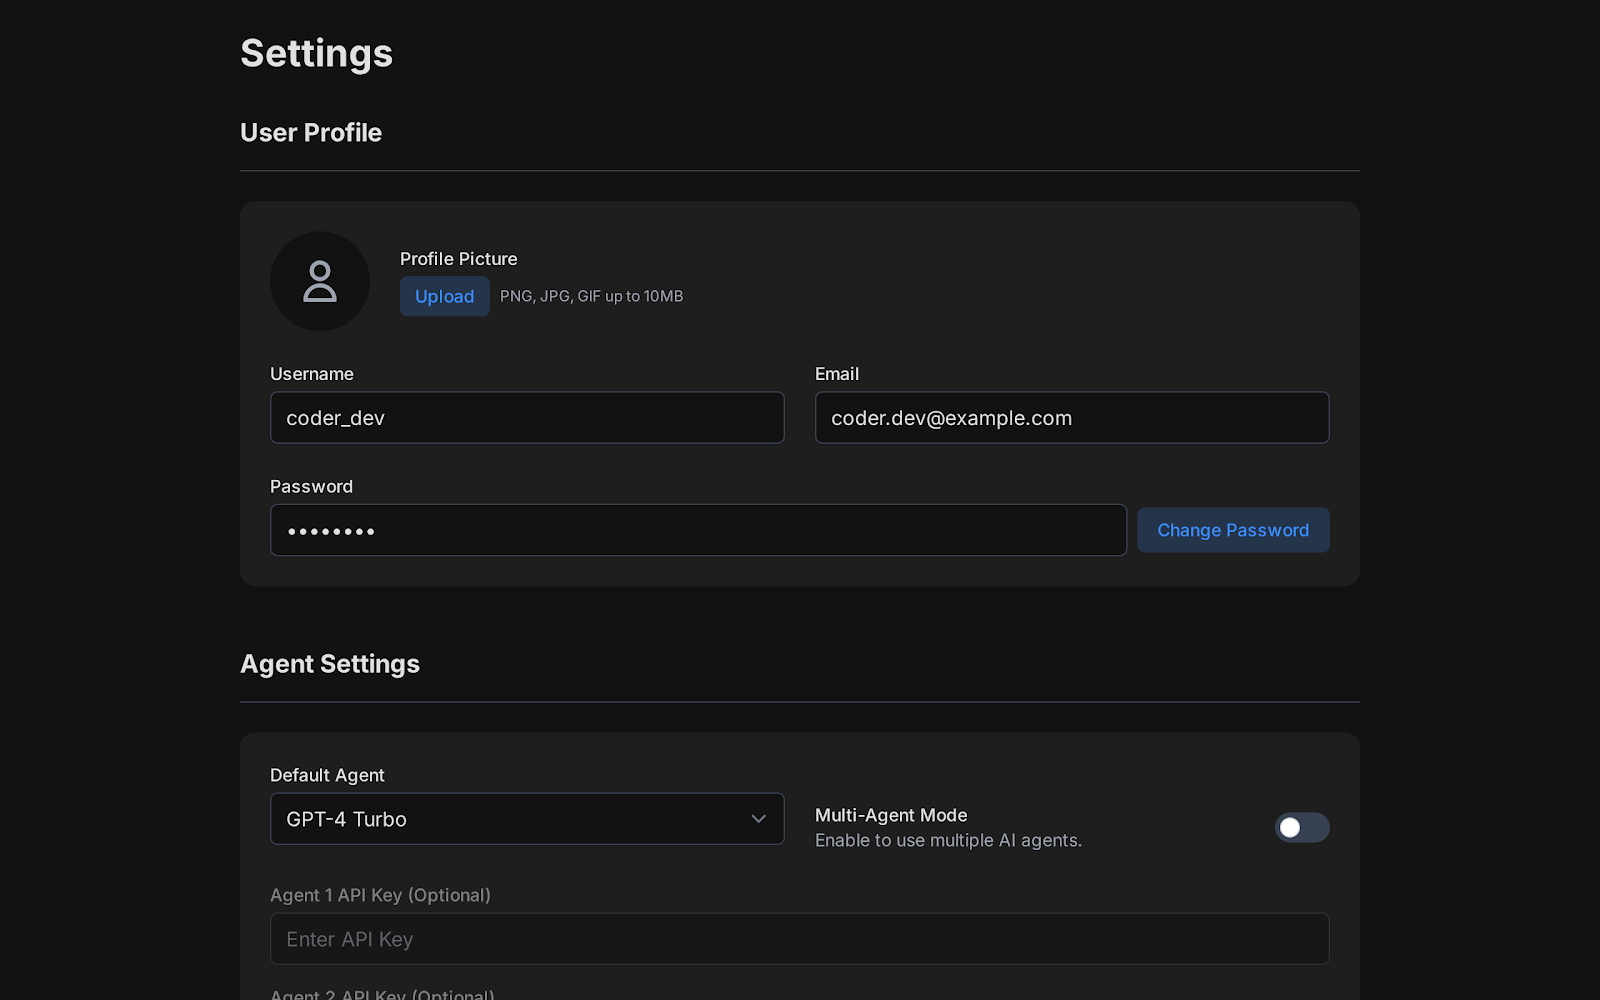 Settings
User Profile
Profile Picture
Upload
PNG, JPG, GIF up to 10MB
Username
Email
coder_dev
coder.dev@example.com
Password
••••••••
Change Password
Agent Settings
Default Agent
GPT-4 Turbo
Multi-Agent Mode
Enable to use multiple AI agents.
Agent 1 API Key (Optional)
Enter API Key
Agent 2 API Key (Optional)